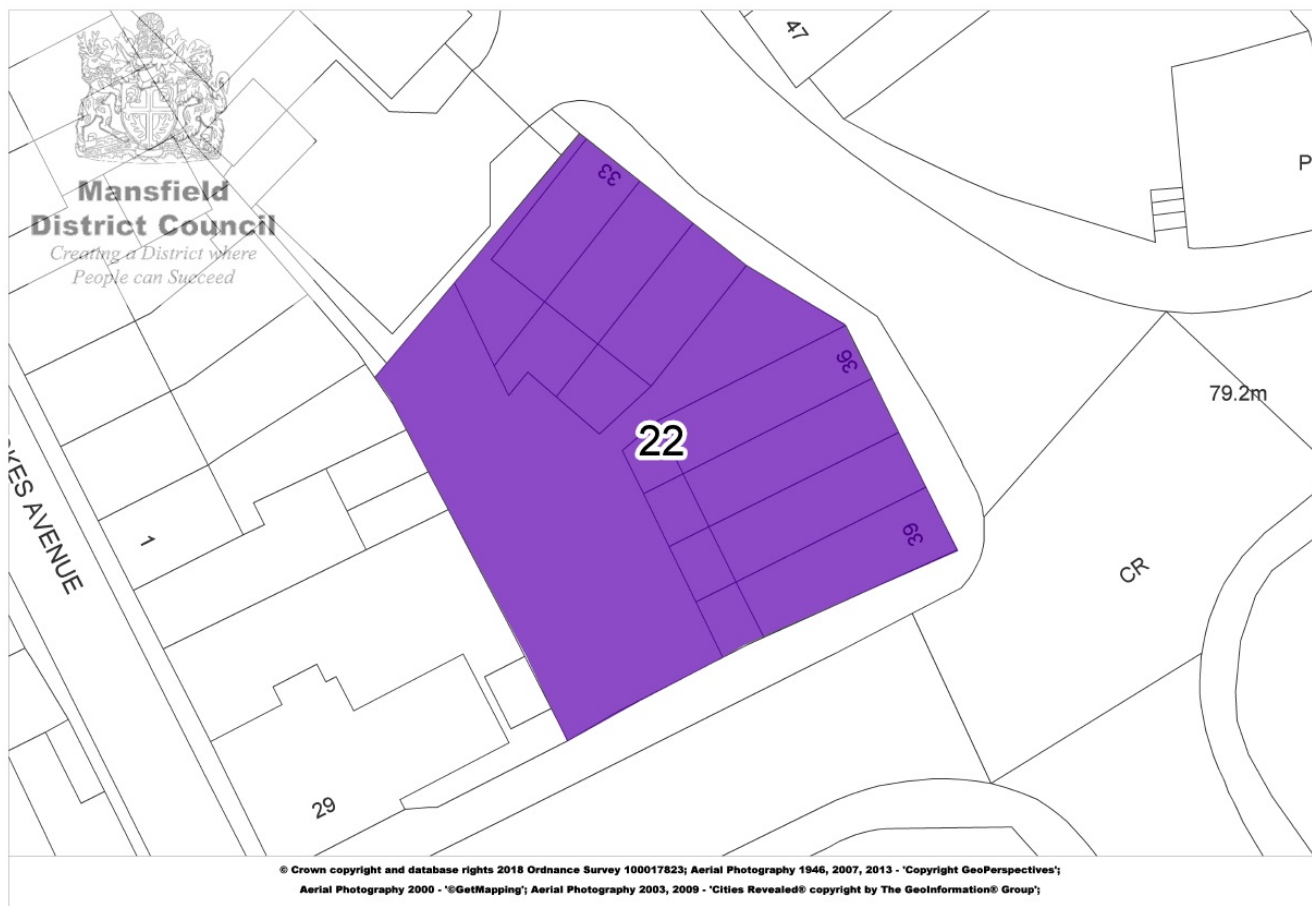 47
Mansfield
District Council
Creating a District where
People can Succeed
33
P
36
79.2m
22
KES AVENUE
1
39
CR
29
© Crown copyright and database rights 2018 Ordnance Survey 100017823; Aerial Photography 1946, 2007, 2013 - 'Copyright GeoPerspectives';
Aerial Photography 2000 - '©GetMapping'; Aerial Photography 2003, 2009 - 'Cities Revealed® copyright by The GeoInformation® Group';